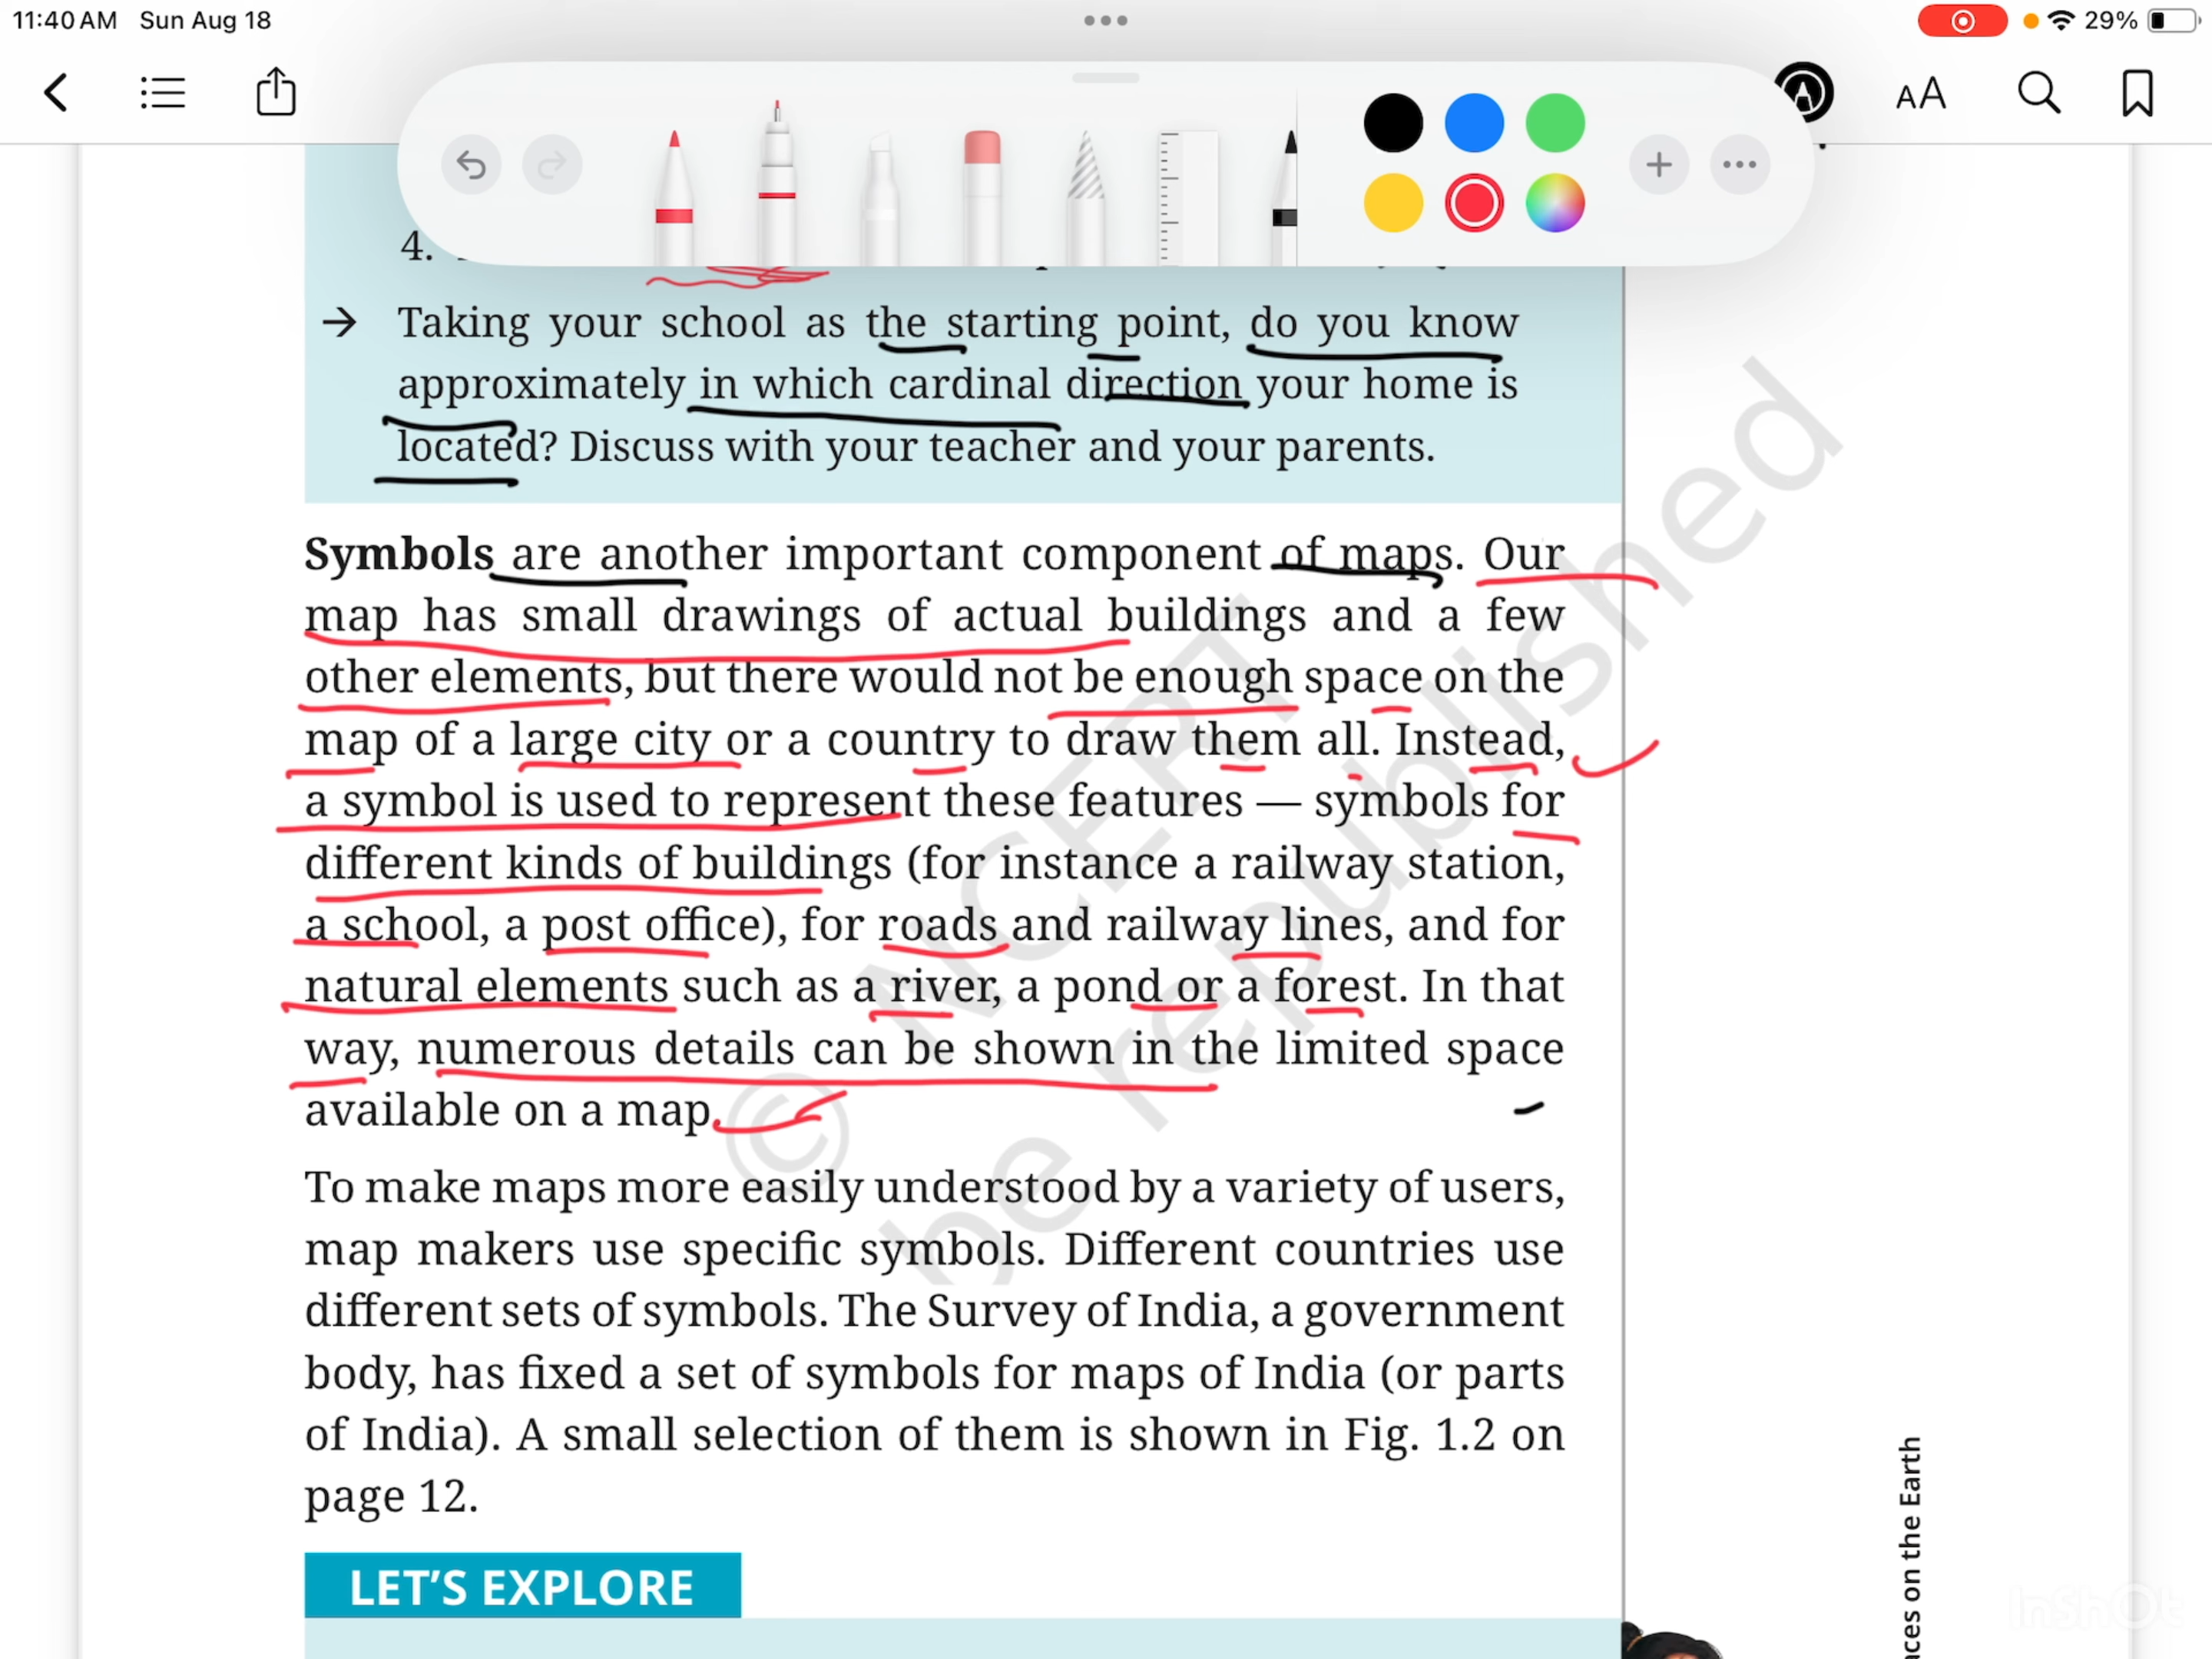 11:40 AM Sun Aug 18
29%
AA
4.
→ Taking your school as the starting point, do you know
approximately in which cardinal direction your home is
located? Discuss with your teacher and your parents.
Symbols are another important component of maps. Our
map has small drawings of actual buildings and a few
other elements, but there would not be enough space on the
map of a large city or a country to draw them all. Instead,
a symbol is used to represent these features — symbols for
different kinds of buildings (for instance a railway station,
a school, a post office), for roads and railway lines, and for
natural elements such as a river, a pond or a forest. In that
way, numerous details can be shown in the limited space
available on a map.
To make maps more easily understood by a variety of users,
map makers use specific symbols. Different countries use
different sets of symbols. The Survey of India, a government
body, has fixed a set of symbols for maps of India (or parts
of India). A small selection of them is shown in Fig. 1.2 on
page 12.
LET'S EXPLORE
© NCERT
be republished
aces on the Earth
InShOt